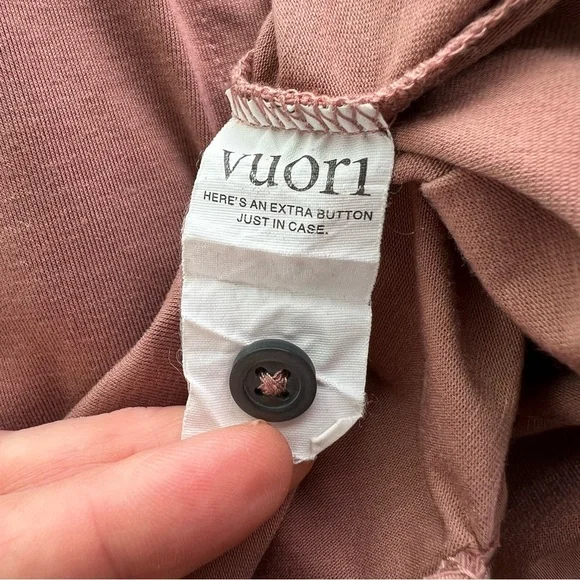 vuori
HERE'S AN EXTRA BUTTON
JUST IN CASE.